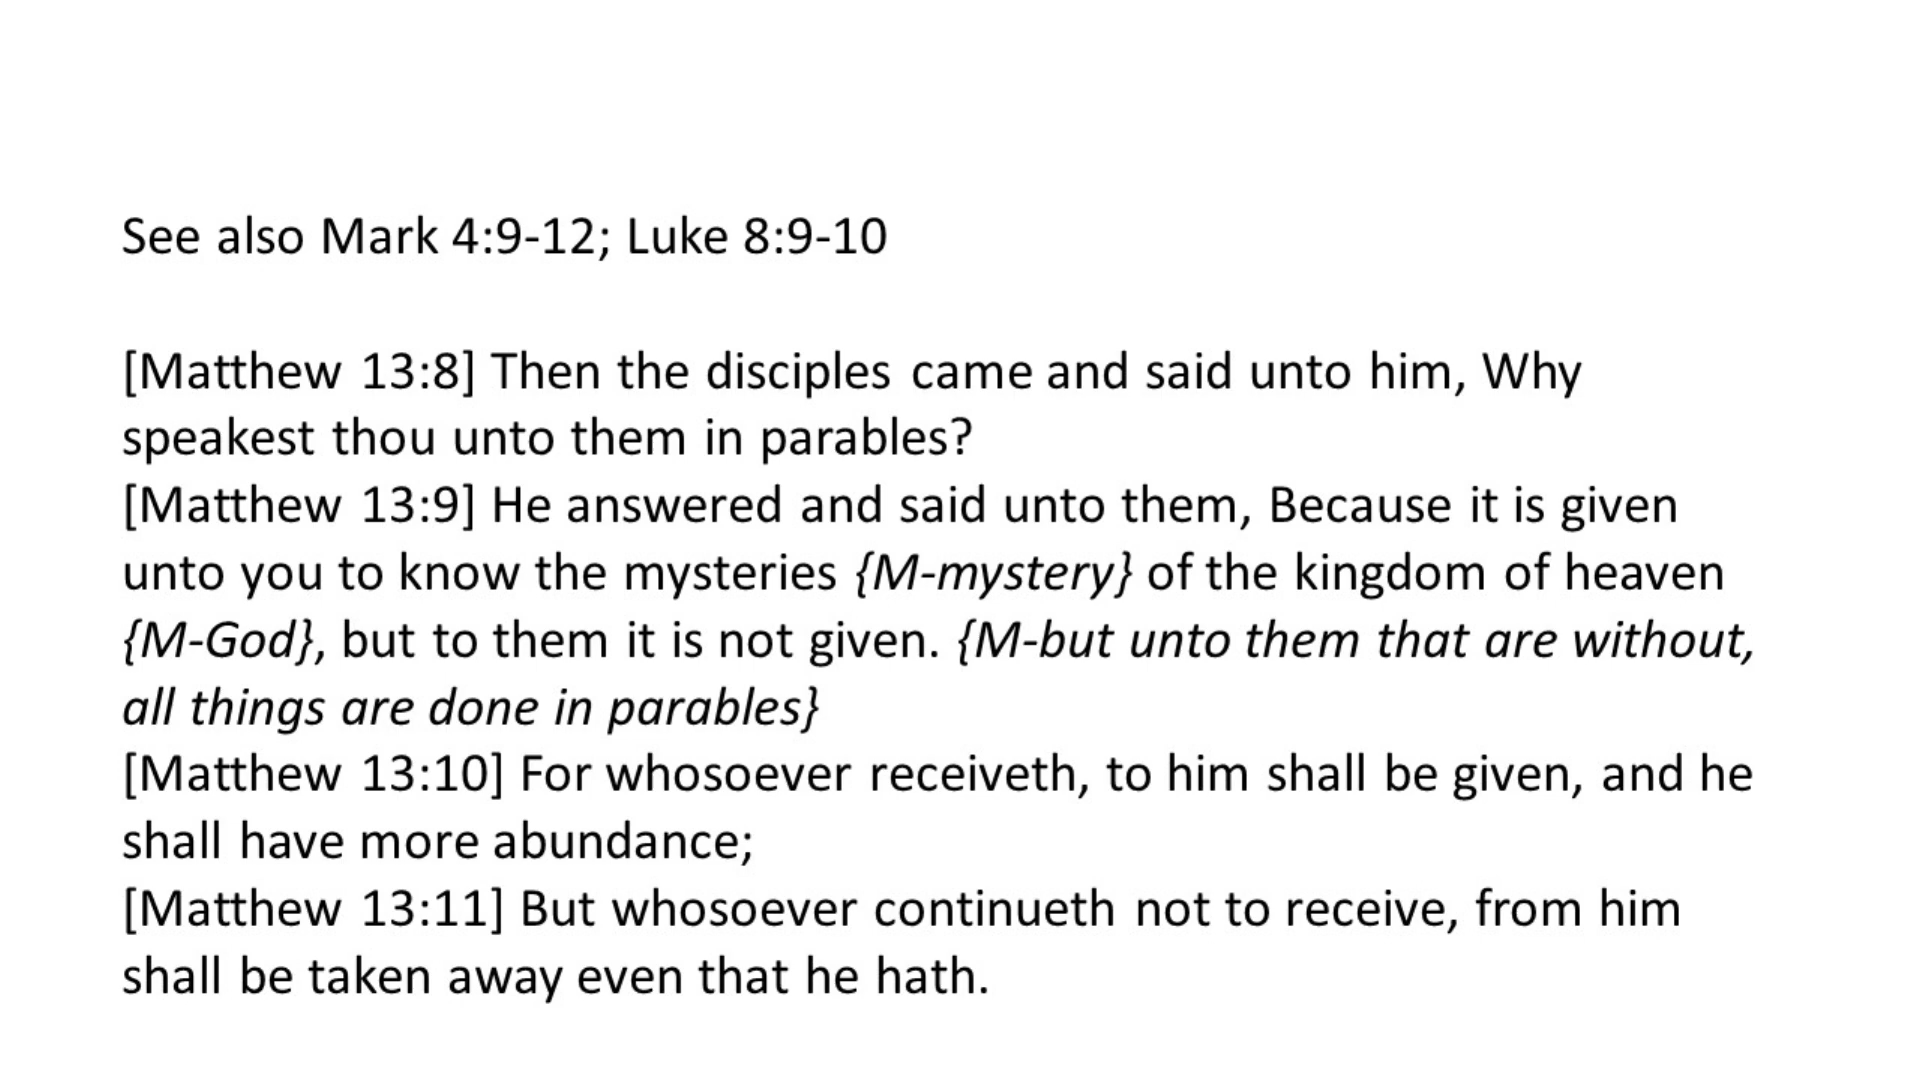 See also Mark 4:9-12; Luke 8:9-10
[Matthew 13:8] Then the disciples came and said unto him, Why
speakest thou unto them in parables?
[Matthew 13:9] He answered and said unto them, Because it is given
unto you to know the mysteries {M-mystery} of the kingdom of heaven
{M-God}, but to them it is not given. {M-but unto them that are without,
all things are done in parables}
[Matthew 13:10] For whosoever receiveth, to him shall be given, and he
shall have more abundance;
[Matthew 13:11] But whosoever continueth not to receive, from him
shall be taken away even that he hath.